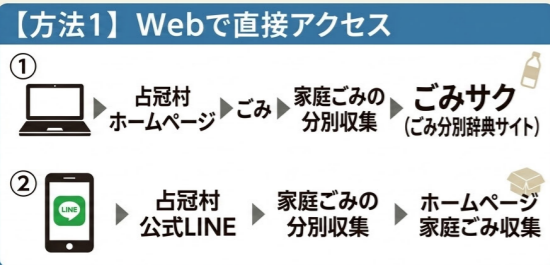 【方法1】Webで直接アクセス
①
占冠村
ホームページ
ごみ
家庭ごみの
分別収集
ごみサク
(ごみ分別辞典サイト)
②
LINE
占冠村
公式LINE
家庭ごみの
分別収集
ホームページ
家庭ごみ収集